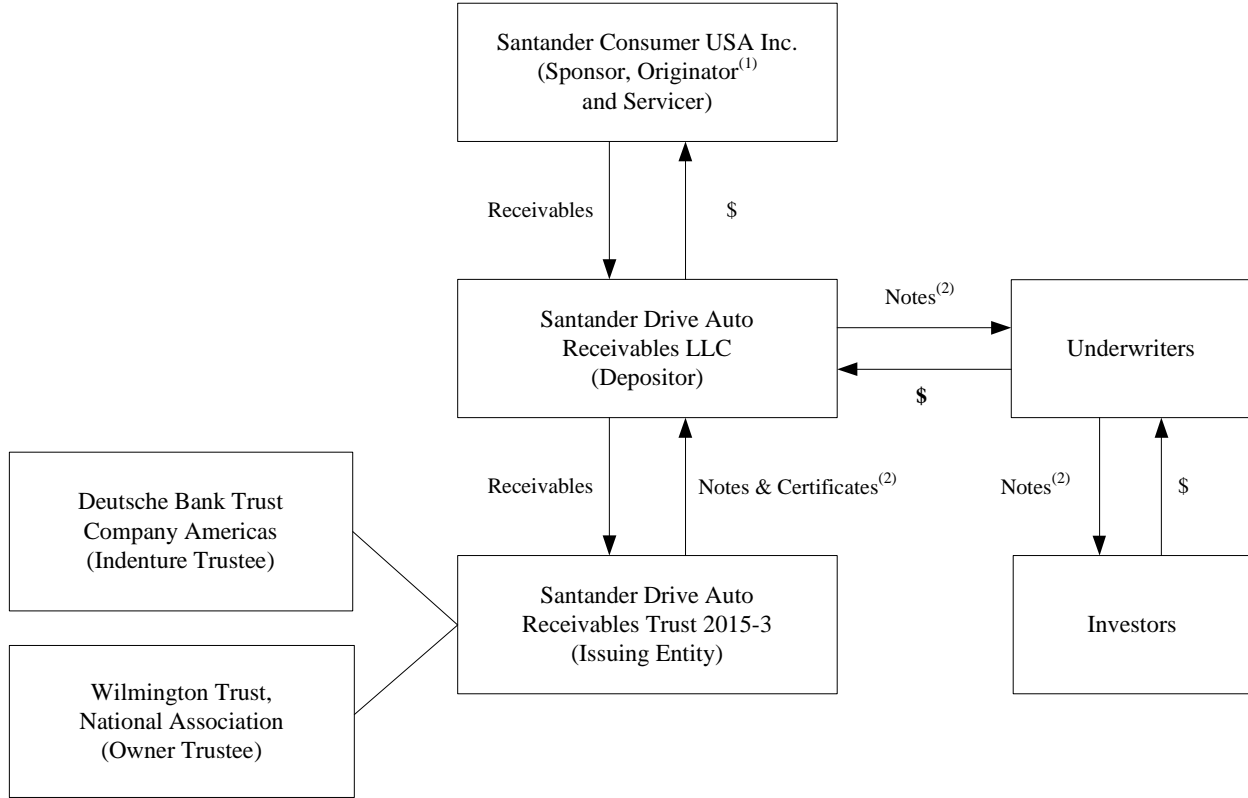 Santander Consumer USA Inc.
(Sponsor, Originator(1)
and Servicer)
Receivables
$
Santander Drive Auto
Receivables LLC
(Depositor)
Notes(2)
$
Underwriters
Receivables
Notes & Certificates(2)
Notes(2)
$
Deutsche Bank Trust
Company Americas
(Indenture Trustee)
Santander Drive Auto
Receivables Trust 2015-3
(Issuing Entity)
Investors
Wilmington Trust,
National Association
(Owner Trustee)